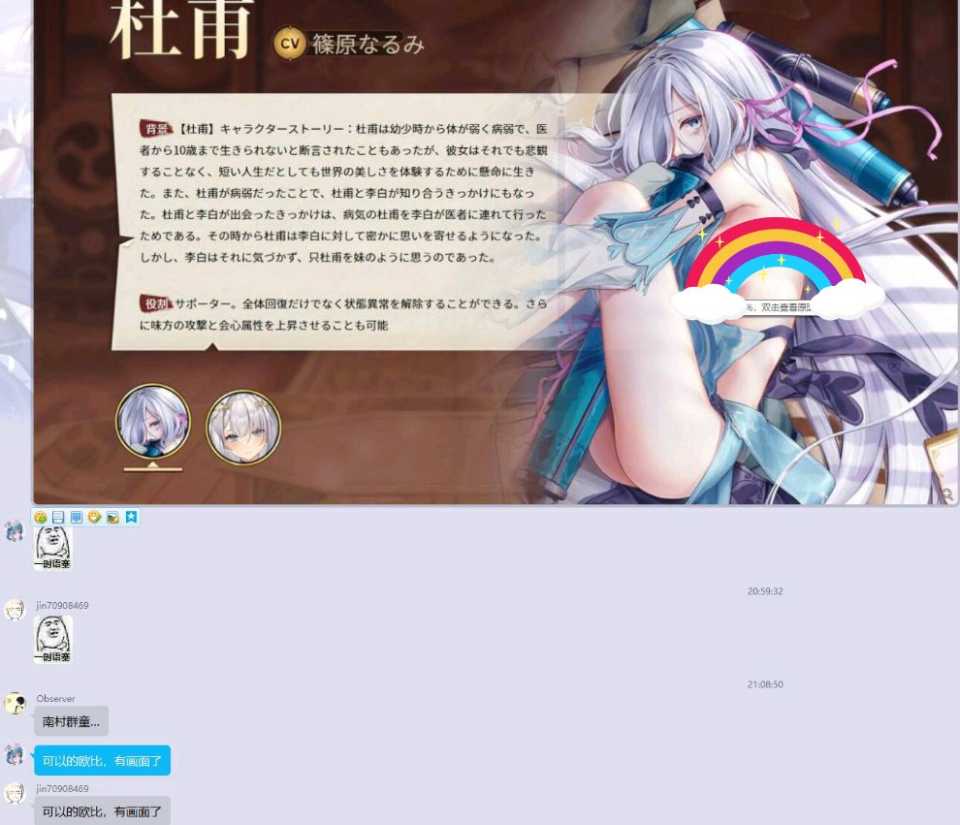 杜甫
CV 篠原なるみ
背景【杜甫】キャラクターストーリー：杜甫は幼少時から体が弱く病弱で、医
者から10歳まで生きられないと断言されたこともあったが、彼女はそれでも悲観
することなく、短い人生だとしても世界の美しさを体験するために懸命に生き
た。また、杜甫が病弱だったことで、杜甫と李白が知り合うきっかけにもなっ
た。杜甫と李白が出会ったきっかけは、病気の杜甫を李白が医者に連れて行った
ためである。その時から杜甫は李白に対して密かに思いを寄せるようになった。
しかし、李白はそれに気づかず、只杜甫を妹のように思うのであった。
役割 サポーター。全体回復だけでなく状態異常を解除することができる。さら
に味方の攻撃と会心属性を上昇させることも可能
双击查看原
一时语塞
20:59:32
jin70908469
一时语塞
21:08:50
Observer
南村群童...
可以的欧比，有画面了
jin70908469
可以的欧比，有画面了